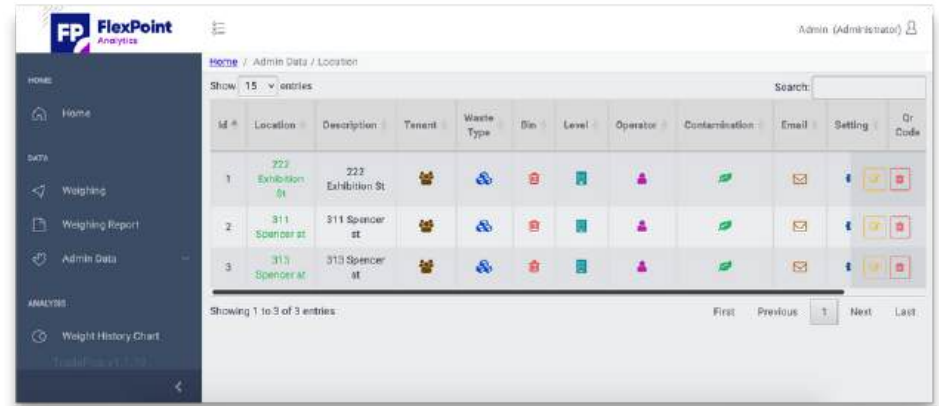 FP FlexPoint
Analytics
Admin (Administrator)
Home / Admin Data / Location
HOME
Show 15 entries
Search:
Home
Id Location Description Tenant Waste Type Bin Level Operator Contamination Email Setting Qr Code
DATA
1 222 Exhibition St 222 Exhibition St
Weighing
Weighing Report
2 311 Spencer st 311 Spencer st
Admin Data
3 313 Spencer st 313 Spencer st
ANALYTICS
Showing 1 to 3 of 3 entries
First Previous 1 Next Last
Weight History Chart